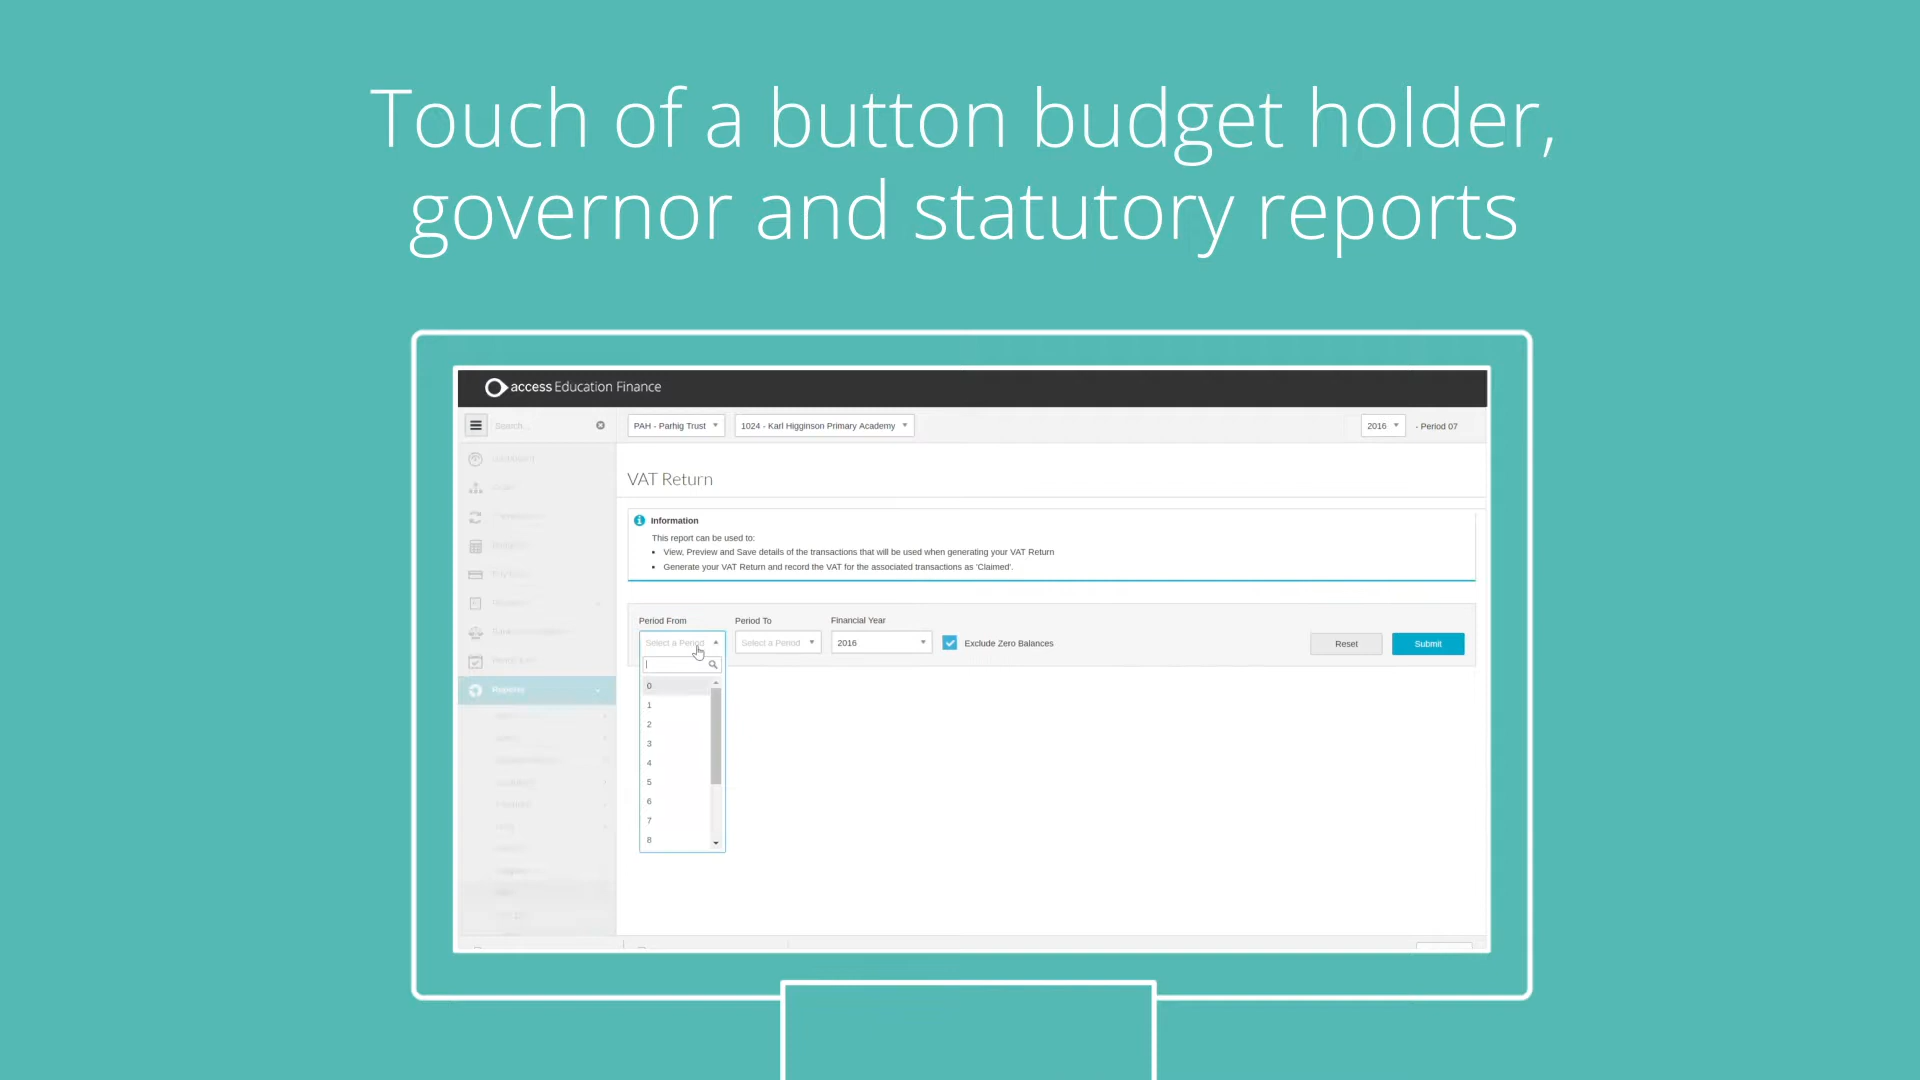 Touch of a button budget holder,
governor and statutory reports
access Education Finance
Search...
PAH - Parhig Trust
1024 - Karl Higginson Primary Academy
2016
- Period 07
VAT Return
Information
This report can be used to:
• View, Preview and Save details of the transactions that will be used when generating your VAT Return
• Generate your VAT Return and record the VAT for the associated transactions as 'Claimed'.
Period From
Period To
Financial Year
Select a Period
Select a Period
2016
Exclude Zero Balances
Reset
Submit
0
1
2
3
4
5
6
7
8
Reports